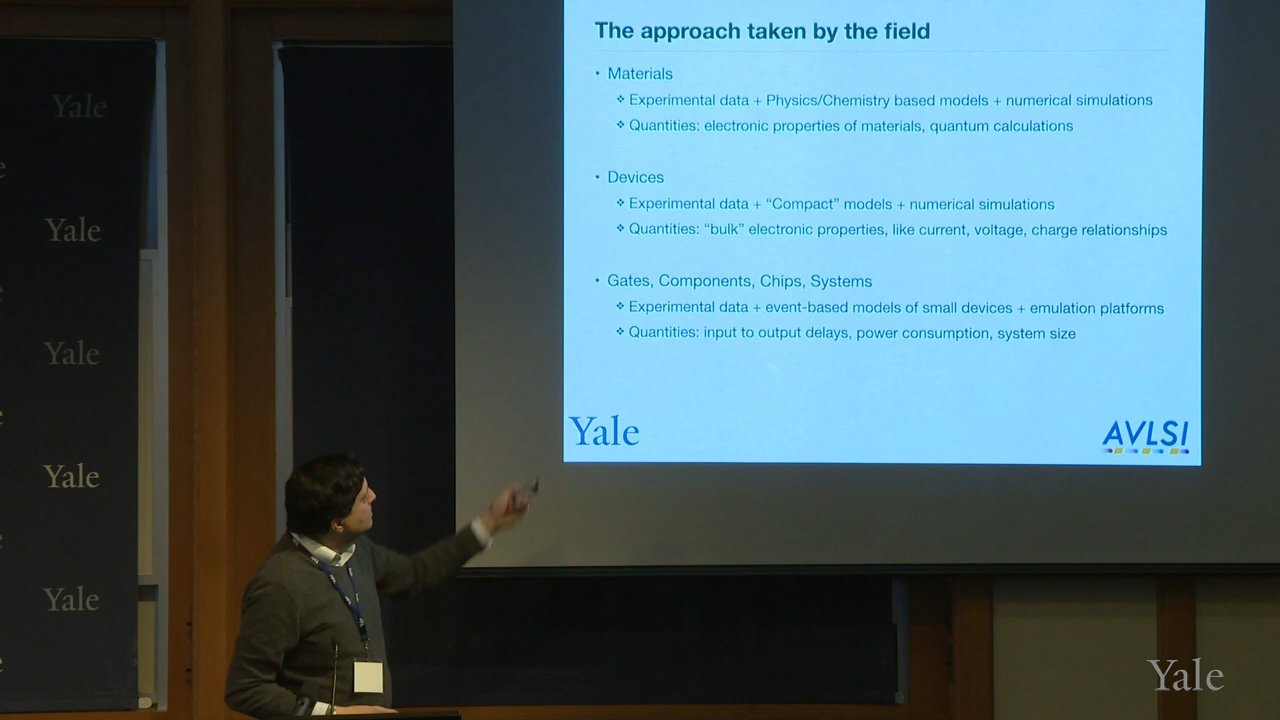 The approach taken by the field
• Materials
❖ Experimental data + Physics/Chemistry based models + numerical simulations
❖ Quantities: electronic properties of materials, quantum calculations
• Devices
❖ Experimental data + “Compact” models + numerical simulations
❖ Quantities: “bulk” electronic properties, like current, voltage, charge relationships
• Gates, Components, Chips, Systems
❖ Experimental data + event-based models of small devices + emulation platforms
❖ Quantities: input to output delays, power consumption, system size
Yale
AVLSI
Yale
Yale
Yale
Yale
Yale
e
e
e
e
e
Yale